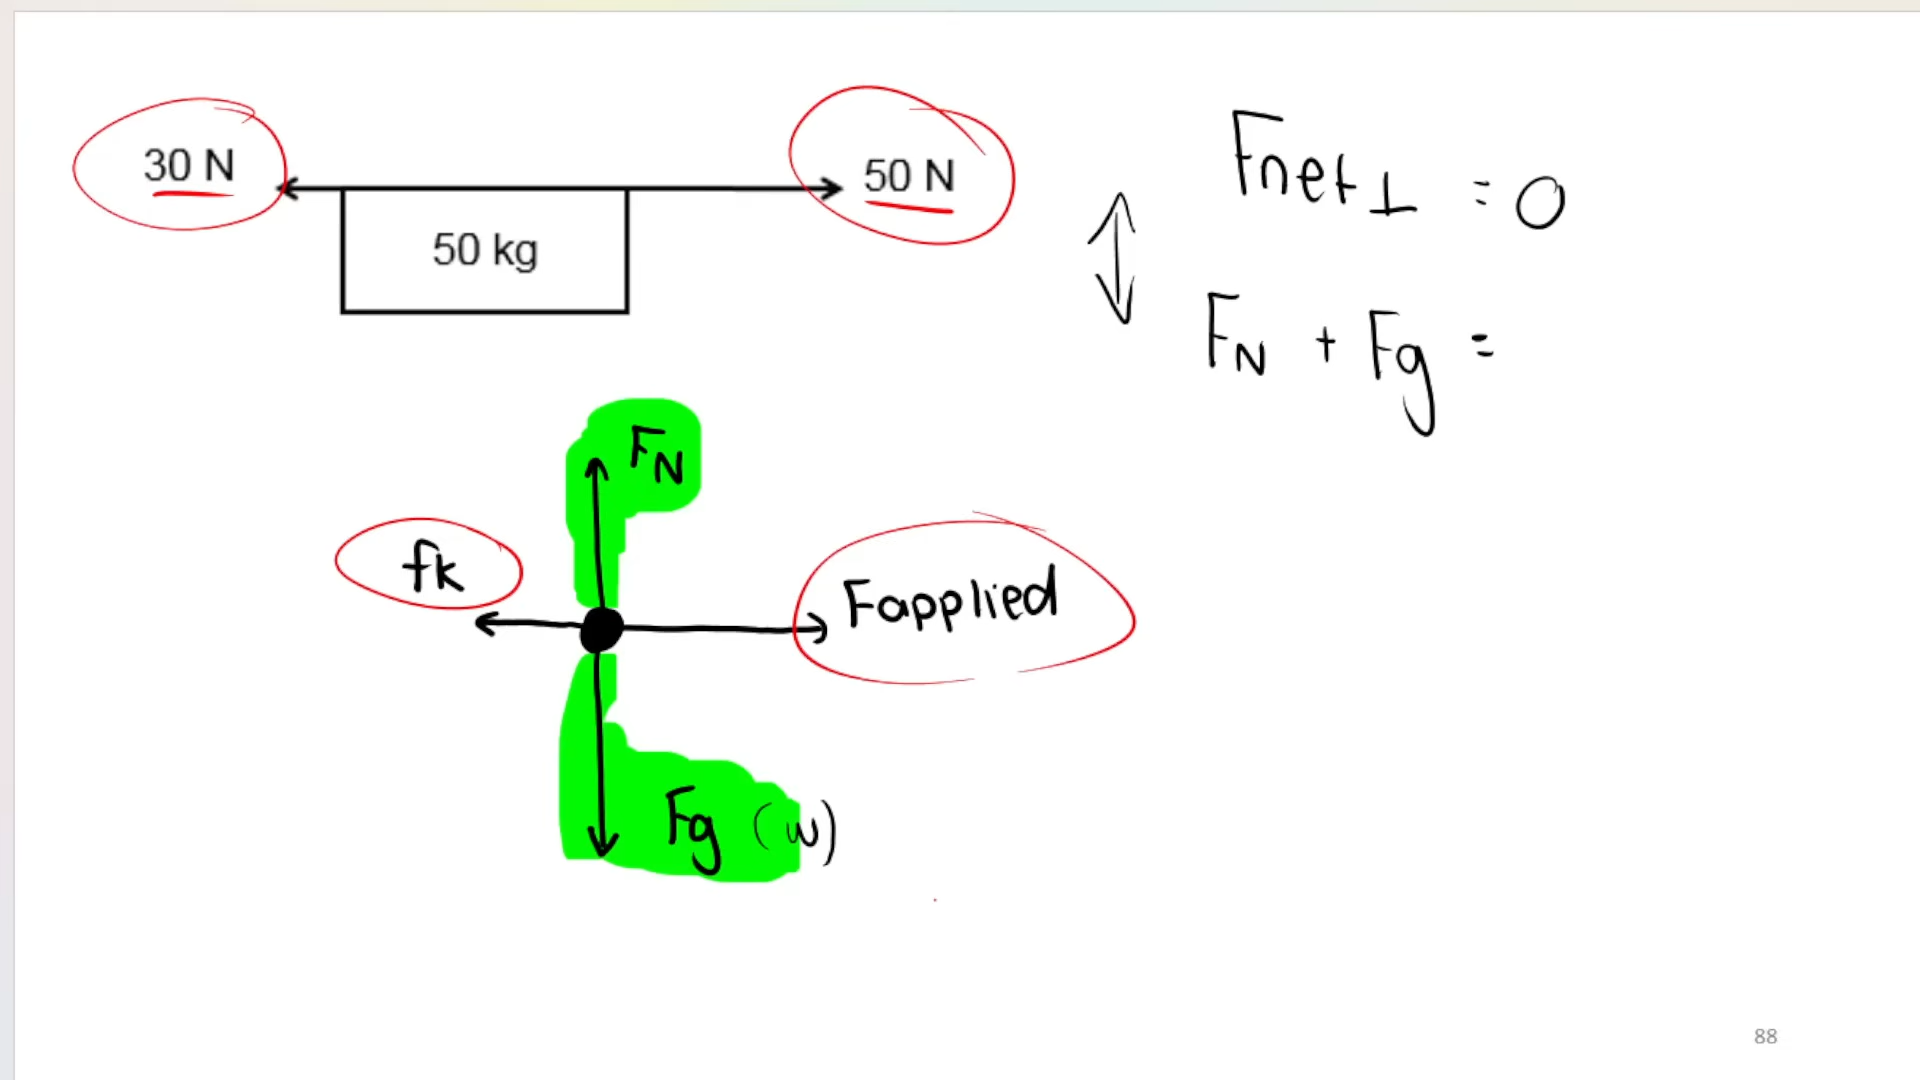 30 N
50 N
50 kg
Fnet⊥ = 0
FN + Fg =
FN
fk
Fapplied
Fg (w)
88